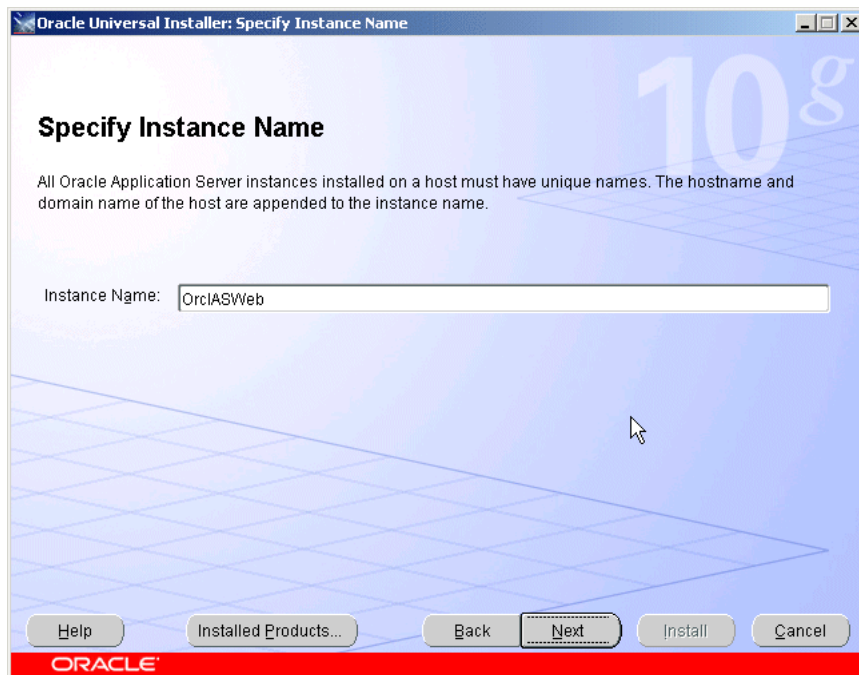 Oracle Universal Installer: Specify Instance Name
10g
Specify Instance Name
All Oracle Application Server instances installed on a host must have unique names. The hostname and
domain name of the host are appended to the instance name.
Instance Name: OrclASWeb
Help Installed Products... Back Next Install Cancel
ORACLE